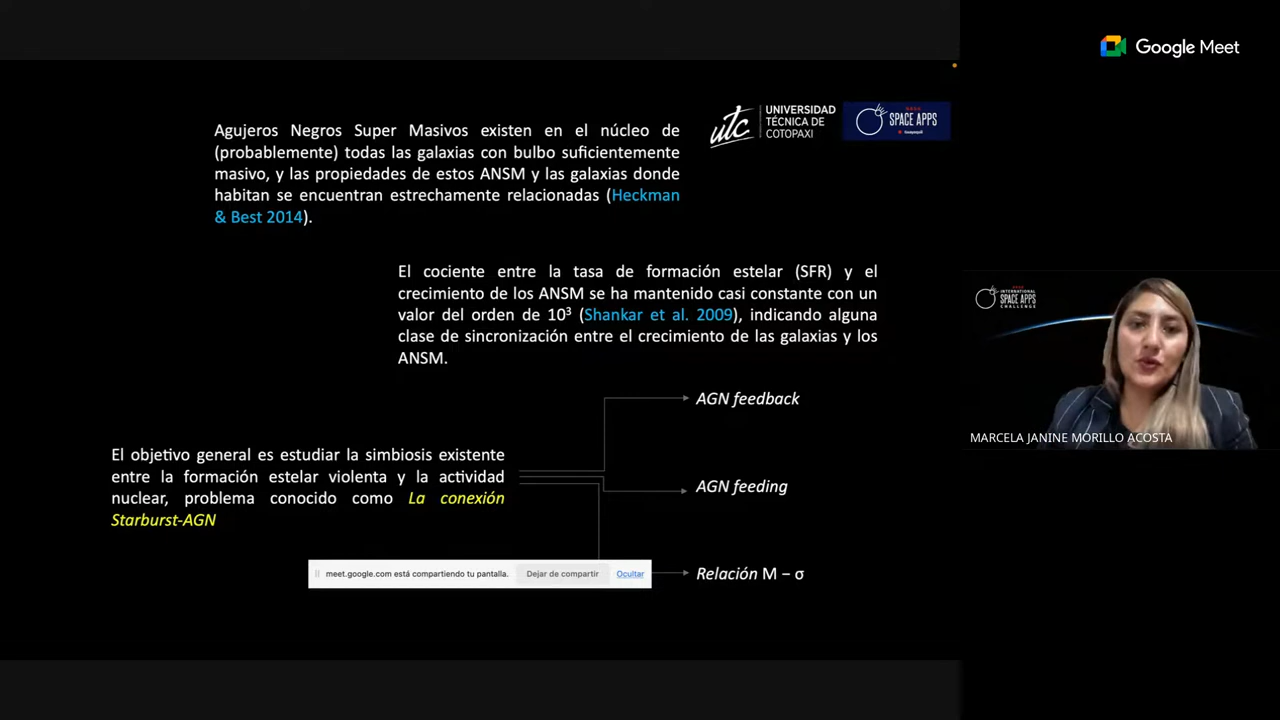 Google Meet
Agujeros Negros Super Masivos existen en el núcleo de
(probablemente) todas las galaxias con bulbo suficientemente
masivo, y las propiedades de estos ANSM y las galaxias donde
habitan se encuentran estrechamente relacionadas (Heckman
& Best 2014).
utc
UNIVERSIDAD
TÉCNICA DE
COTOPAXI
SPACE APPS
El cociente entre la tasa de formación estelar (SFR) y el
crecimiento de los ANSM se ha mantenido casi constante con un
valor del orden de 10³ (Shankar et al. 2009), indicando alguna
clase de sincronización entre el crecimiento de las galaxias y los
ANSM.
INTERNATIONAL
SPACE APPS
CHALLENGE
MARCELA JANINE MORILLO ACOSTA
AGN feedback
El objetivo general es estudiar la simbiosis existente
entre la formación estelar violenta y la actividad
nuclear, problema conocido como La conexión
Starburst-AGN
AGN feeding
meet.google.com está compartiendo tu pantalla. Dejar de compartir Ocultar
Relación M − σ